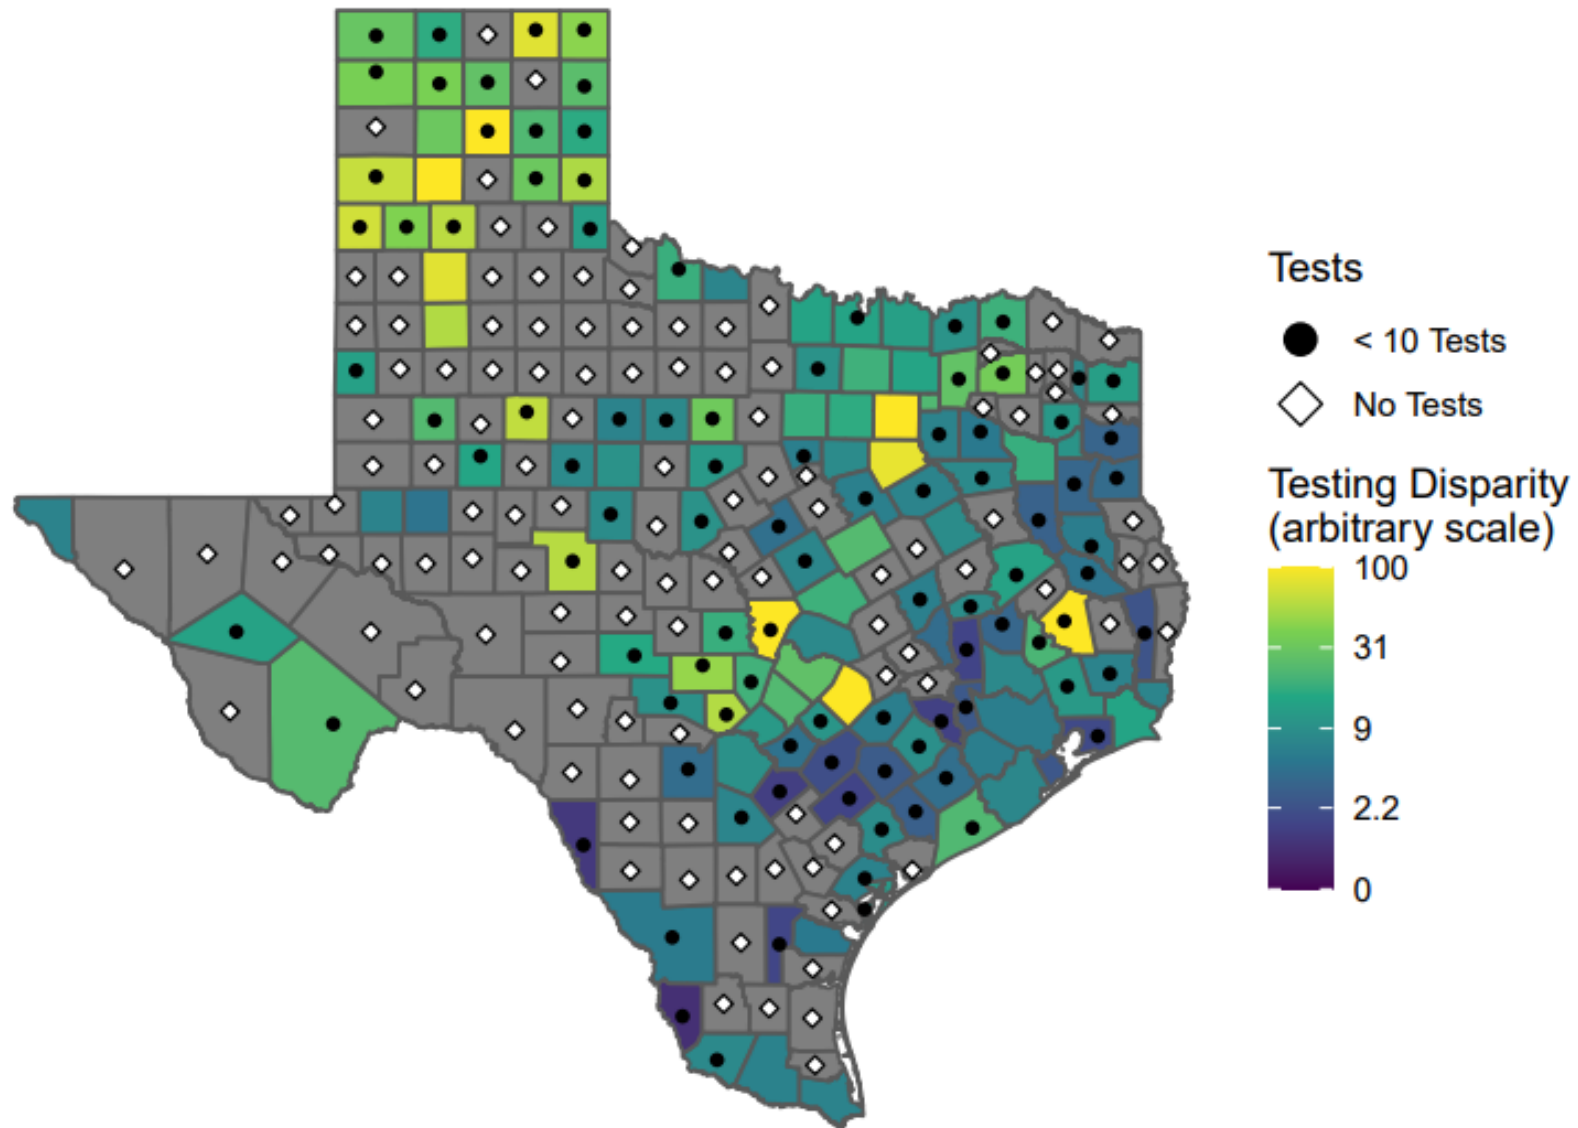 Tests
< 10 Tests
No Tests
Testing Disparity
(arbitrary scale)
100
31
9
2.2
0